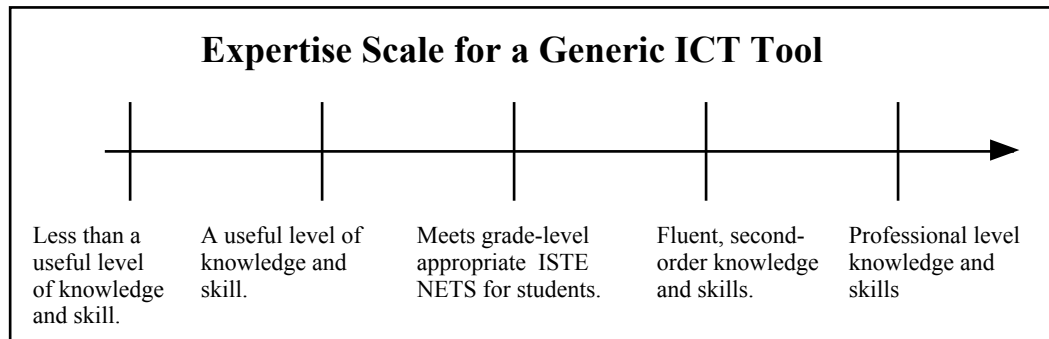 Expertise Scale for a Generic ICT Tool
Less than a
useful level
of knowledge
and skill.
A useful level of
knowledge and
skill.
Meets grade-level
appropriate ISTE
NETS for students.
Fluent, second-
order knowledge
and skills.
Professional level
knowledge and
skills